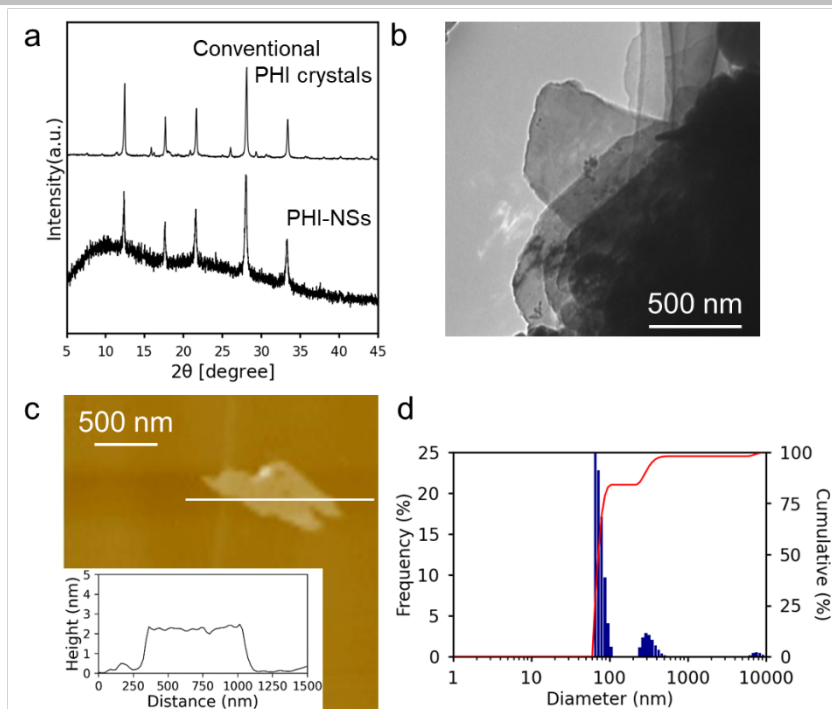 a
Conventional
PHI crystals
PHI-NSs
Intensity(a.u.)
5 10 15 20 25 30 35 40 45
2θ [degree]
b
500 nm
c
500 nm
Height (nm)
5
4
3
2
1
0
0 250 500 750 1000 1250 1500
Distance (nm)
d
Frequency (%)
25
20
15
10
5
0
100
75
50
25
0
Cumulative (%)
1 10 100 1000 10000
Diameter (nm)